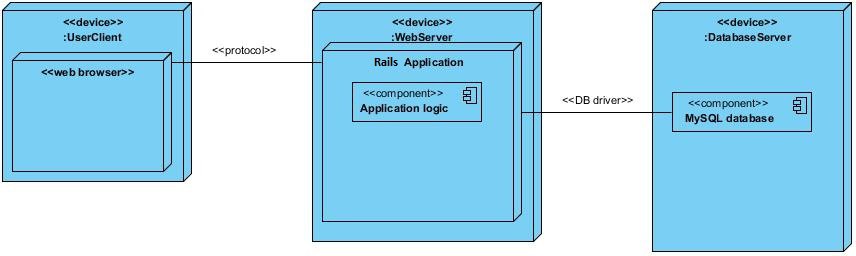 <<device>>
:UserClient
<<web browser>>
<<protocol>>
<<device>>
:WebServer
Rails Application
<<component>>
Application logic
<<DB driver>>
<<device>>
:DatabaseServer
<<component>>
MySQL database